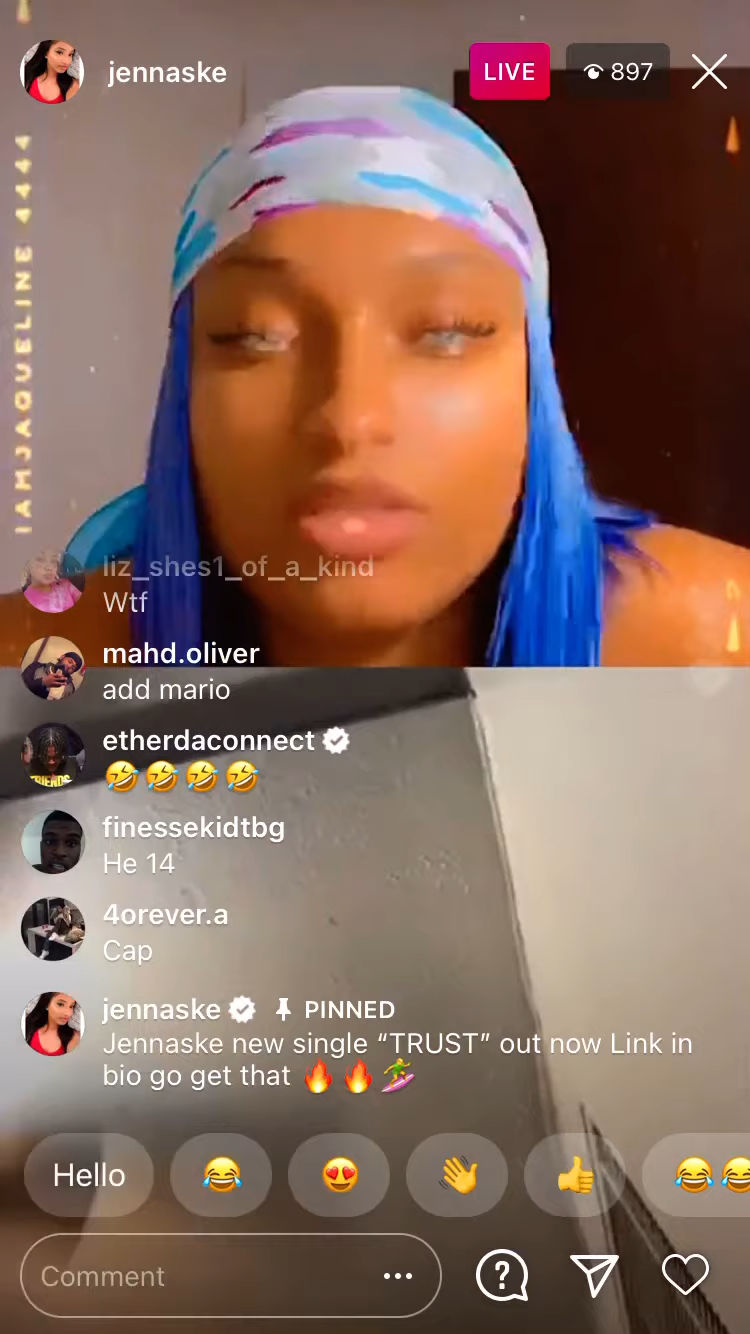 jennaske
LIVE
897
IAMJAQUELINE 4444
liz_shes1_of_a_kind
Wtf
mahd.oliver
add mario
etherdaconnect
🤣🤣🤣🤣
finessekidtbg
He 14
4orever.a
Cap
jennaske PINNED
Jennaske new single “TRUST” out now Link in
bio go get that 🔥🔥🏄
Hello 😂 😍 👋 👍 😂😂
Comment